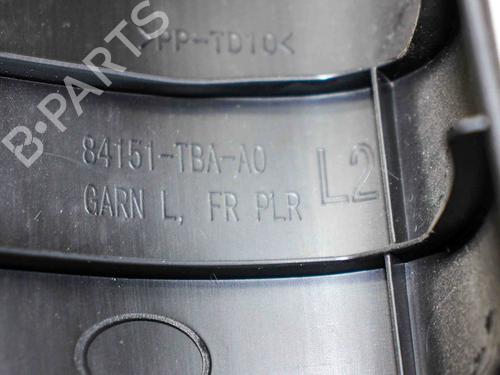 >PP-TD10<
84151-TBA-A0
GARN L, FR PLR
L2
B-PARTS